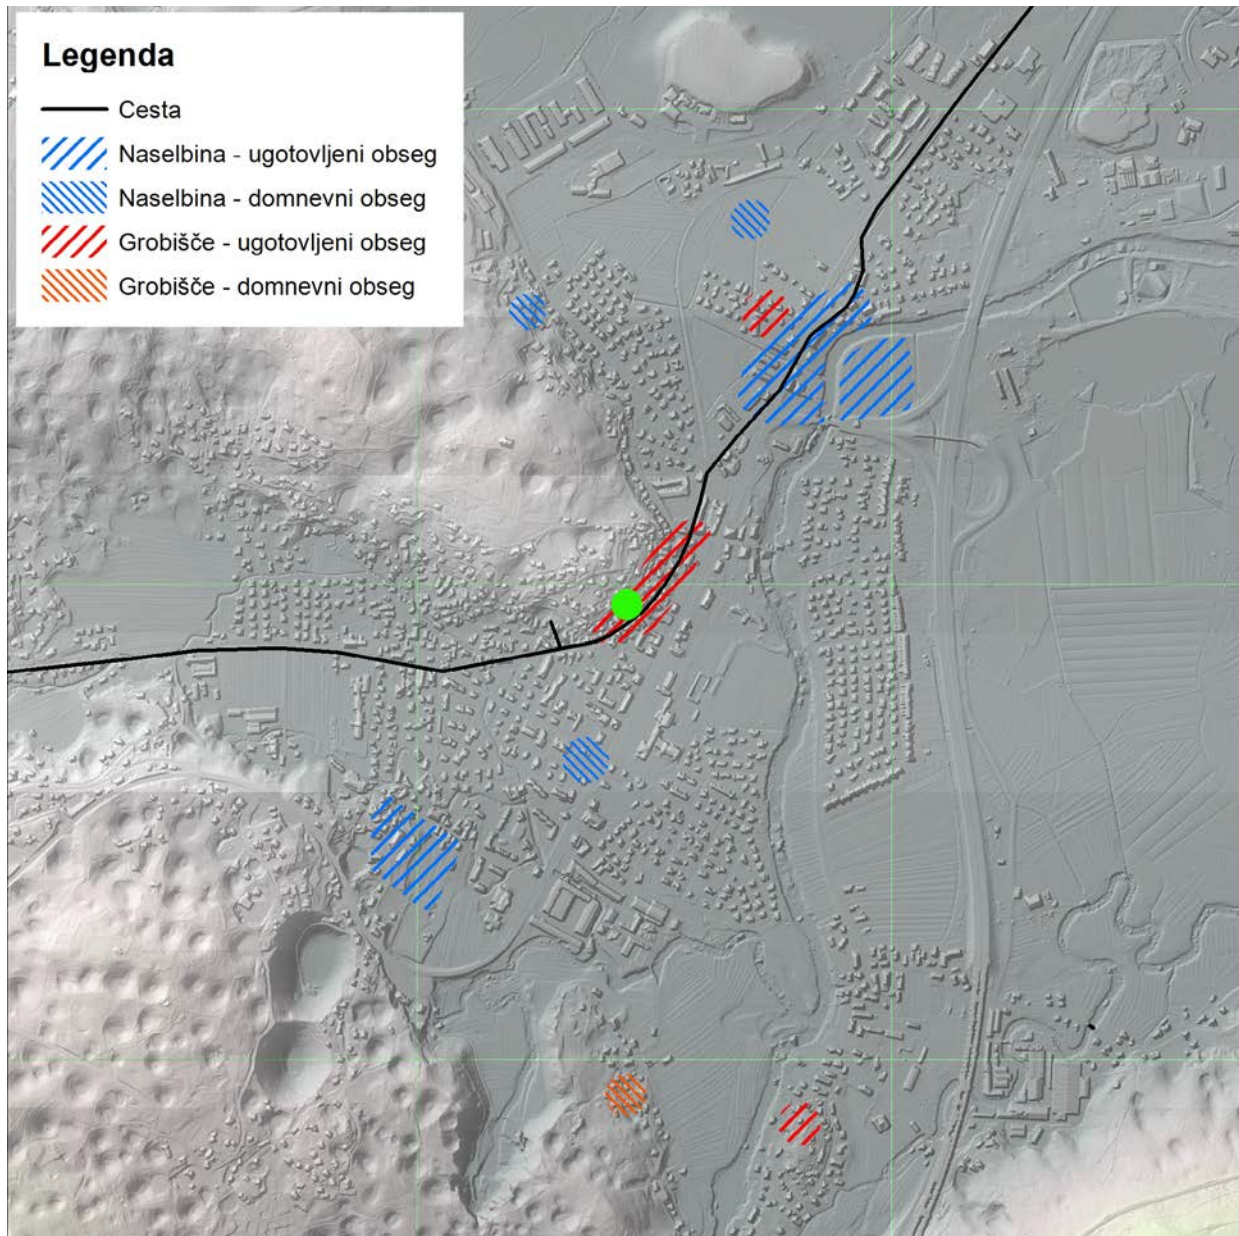 Legenda
Cesta
Naselbina - ugotovljeni obseg
Naselbina - domnevni obseg
Grobišče - ugotovljeni obseg
Grobišče - domnevni obseg